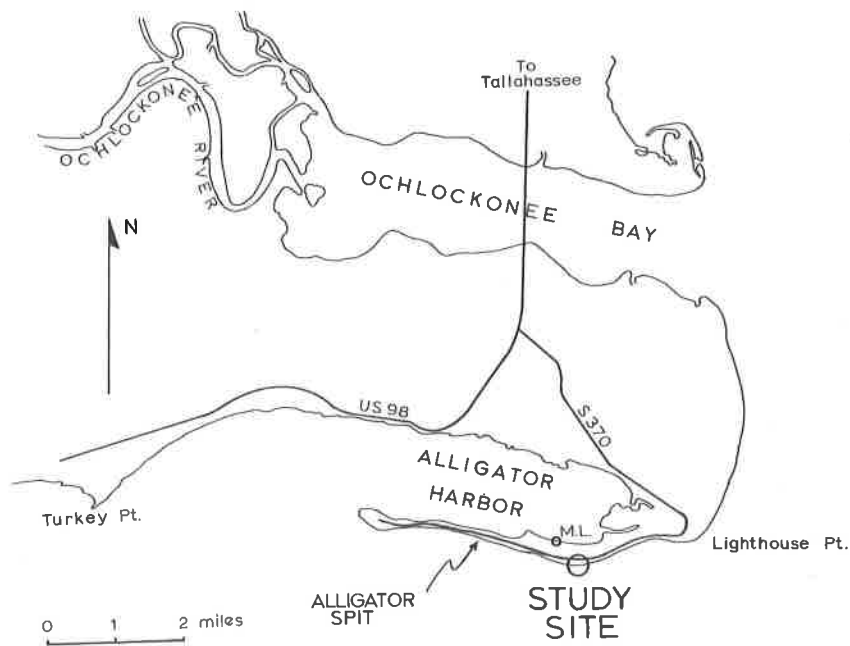 To
Tallahassee
OCHLOCKONEE RIVER
OCHLOCKONEE BAY
N
US 98
S 370
ALLIGATOR
HARBOR
M.L.
Turkey Pt.
Lighthouse Pt.
ALLIGATOR
SPIT
STUDY
SITE
0 1 2 miles